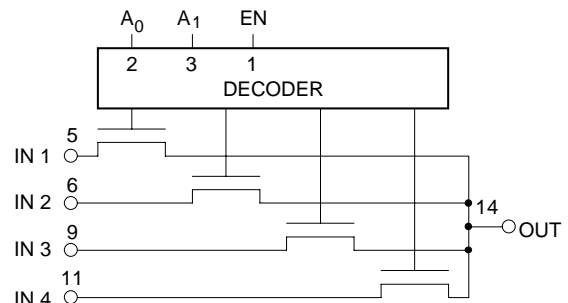 A0 A1 EN
2 3 1
DECODER
5
IN 1
6
IN 2
14
OUT
9
IN 3
11
IN 4